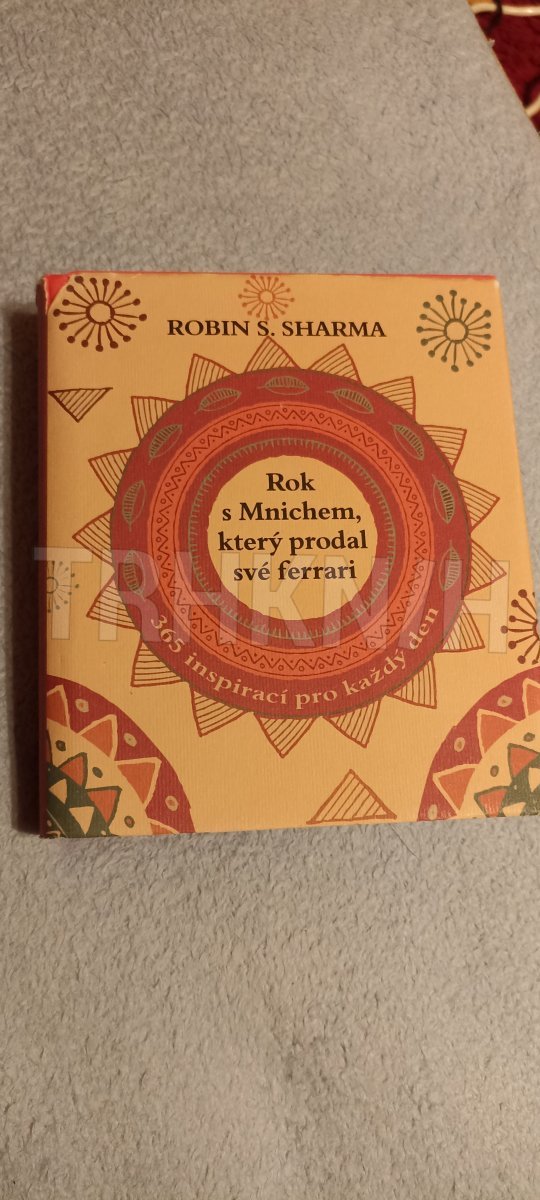 ROBIN S. SHARMA
Rok
s Mnichem,
který prodal
své ferrari
365 inspirací pro každý den
TRHKNIH